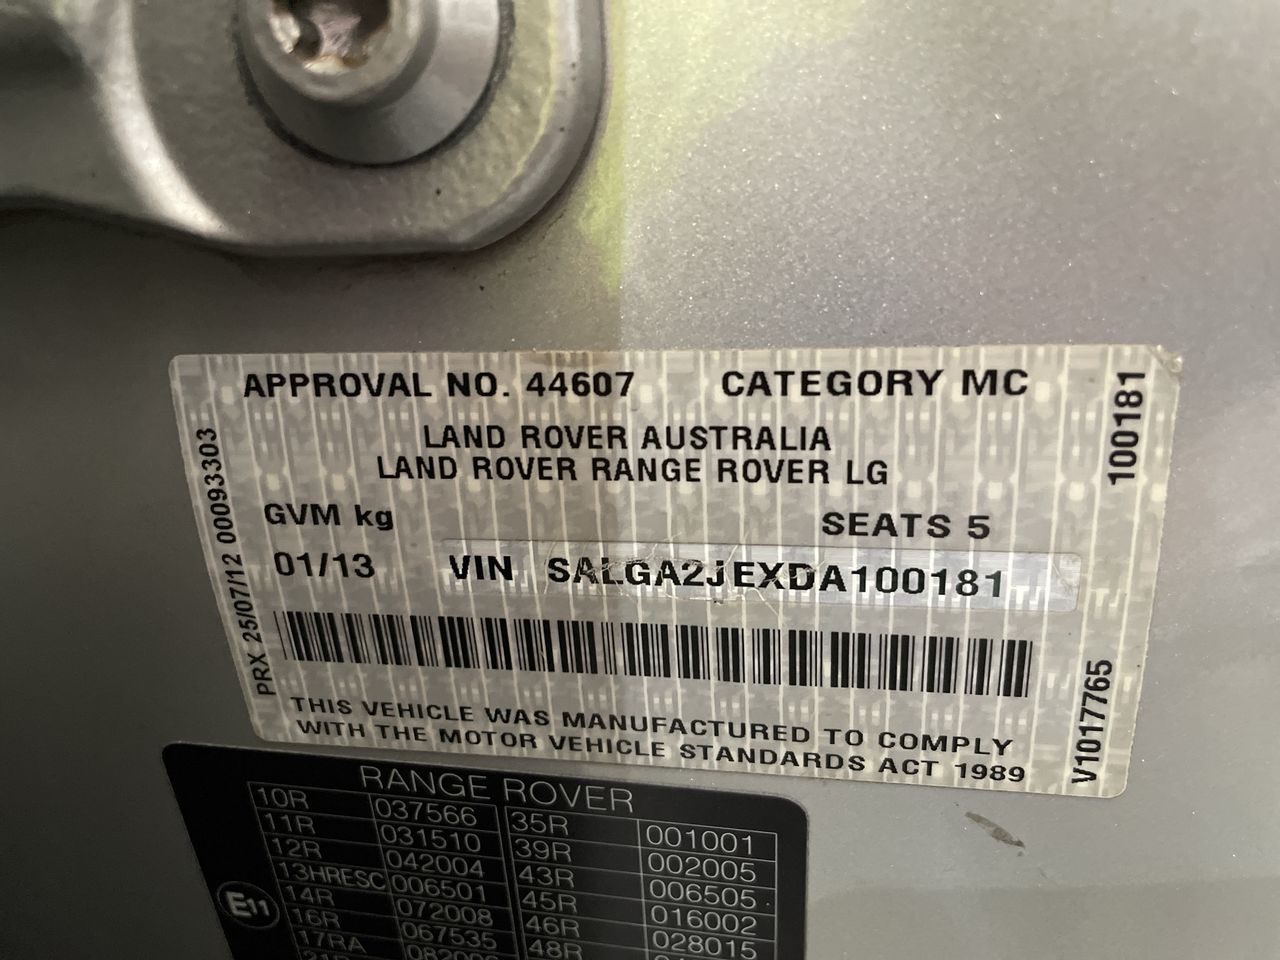 APPROVAL NO. 44607 CATEGORY MC
LAND ROVER AUSTRALIA
LAND ROVER RANGE ROVER LG
GVM kg SEATS 5
01/13 VIN SALGA2JEXDA100181
THIS VEHICLE WAS MANUFACTURED TO COMPLY
WITH THE MOTOR VEHICLE STANDARDS ACT 1989
PRX 25/07/12 00093303
100181
V1017765
RANGE ROVER
10R 037566 35R 001001
11R 031510 39R 002005
12R 042004 43R 006505
13HRESC 006501 45R 016002
14R 072008 46R 028015
16R 067535 48R
17RA
E11